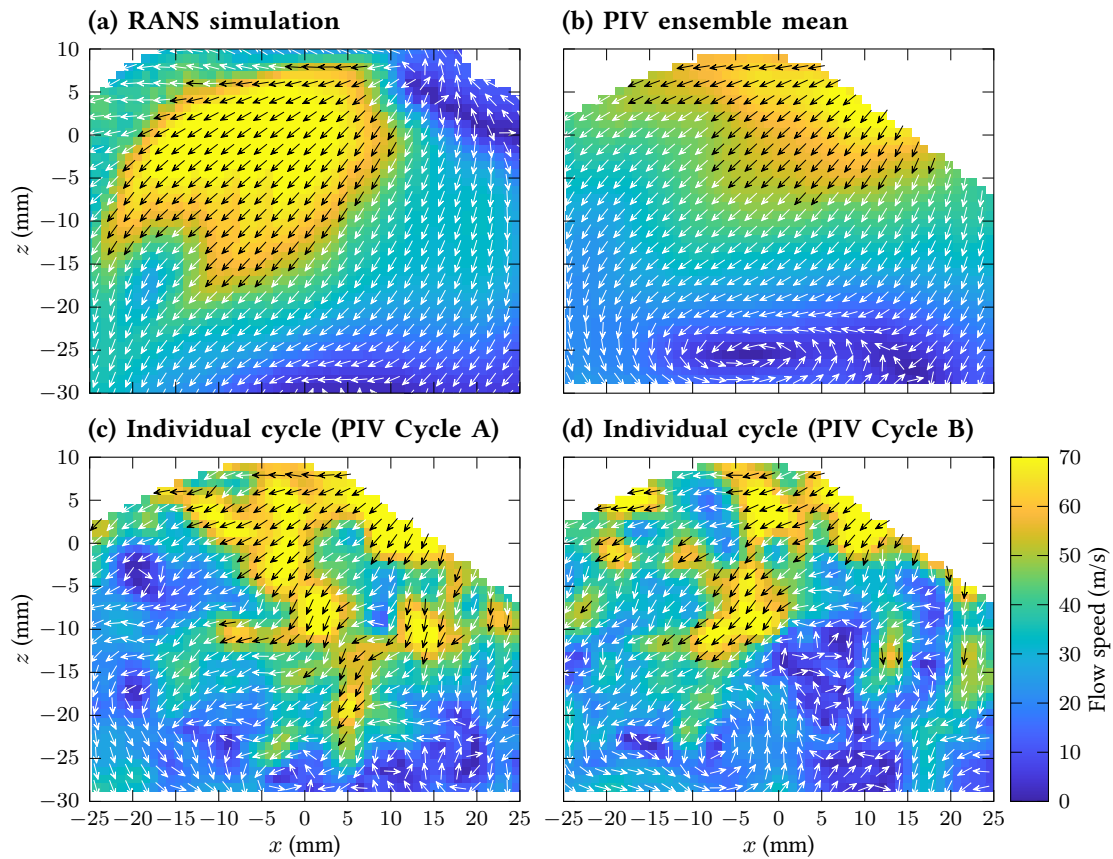 (a) RANS simulation
(b) PIV ensemble mean
10
5
0
−5
−10
−15
−20
−25
−30
z (mm)
(c) Individual cycle (PIV Cycle A)
(d) Individual cycle (PIV Cycle B)
10
5
0
−5
−10
−15
−20
−25
−30
z (mm)
−25 −20 −15 −10 −5 0 5 10 15 20 25
x (mm)
−25 −20 −15 −10 −5 0 5 10 15 20 25
x (mm)
70
60
50
40
30
20
10
0
Flow speed (m/s)